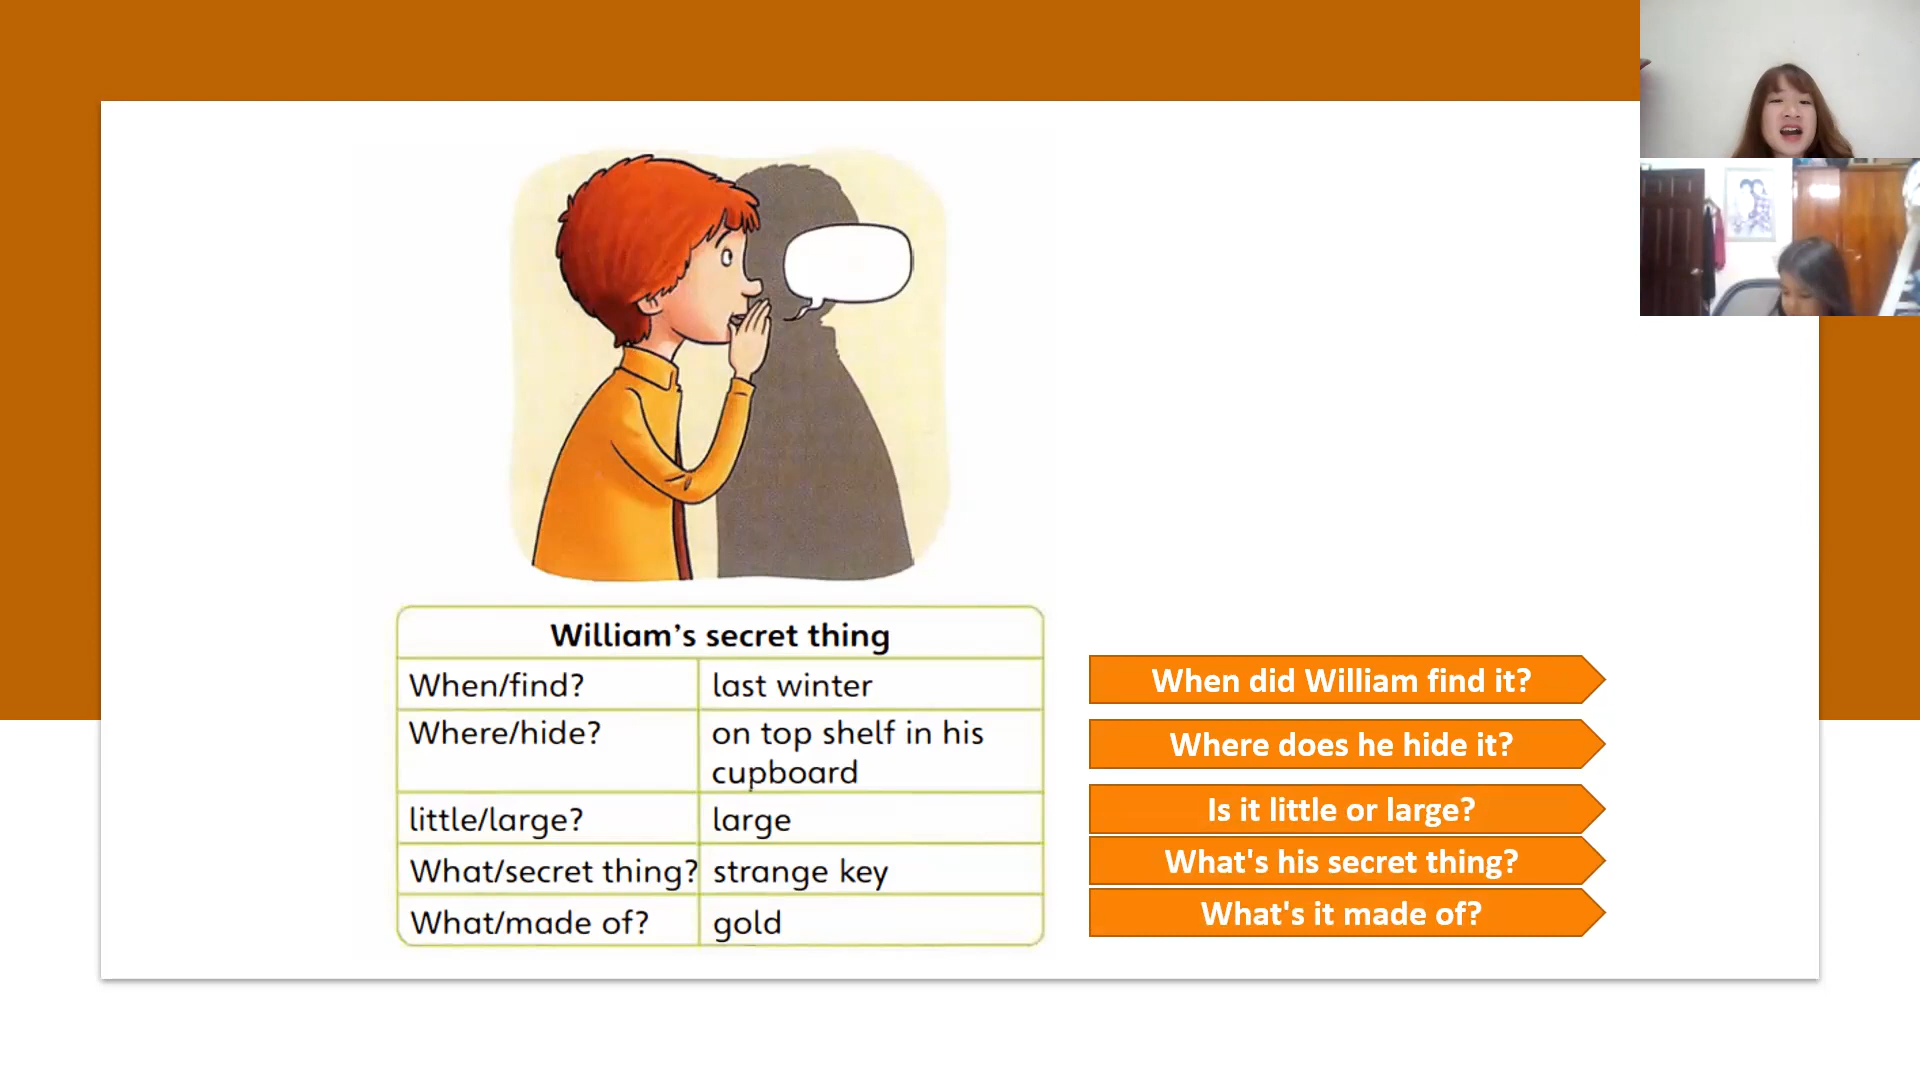 William's secret thing
When/find? last winter
Where/hide? on top shelf in his
cupboard
little/large? large
What/secret thing? strange key
What/made of? gold
When did William find it?
Where does he hide it?
Is it little or large?
What's his secret thing?
What's it made of?